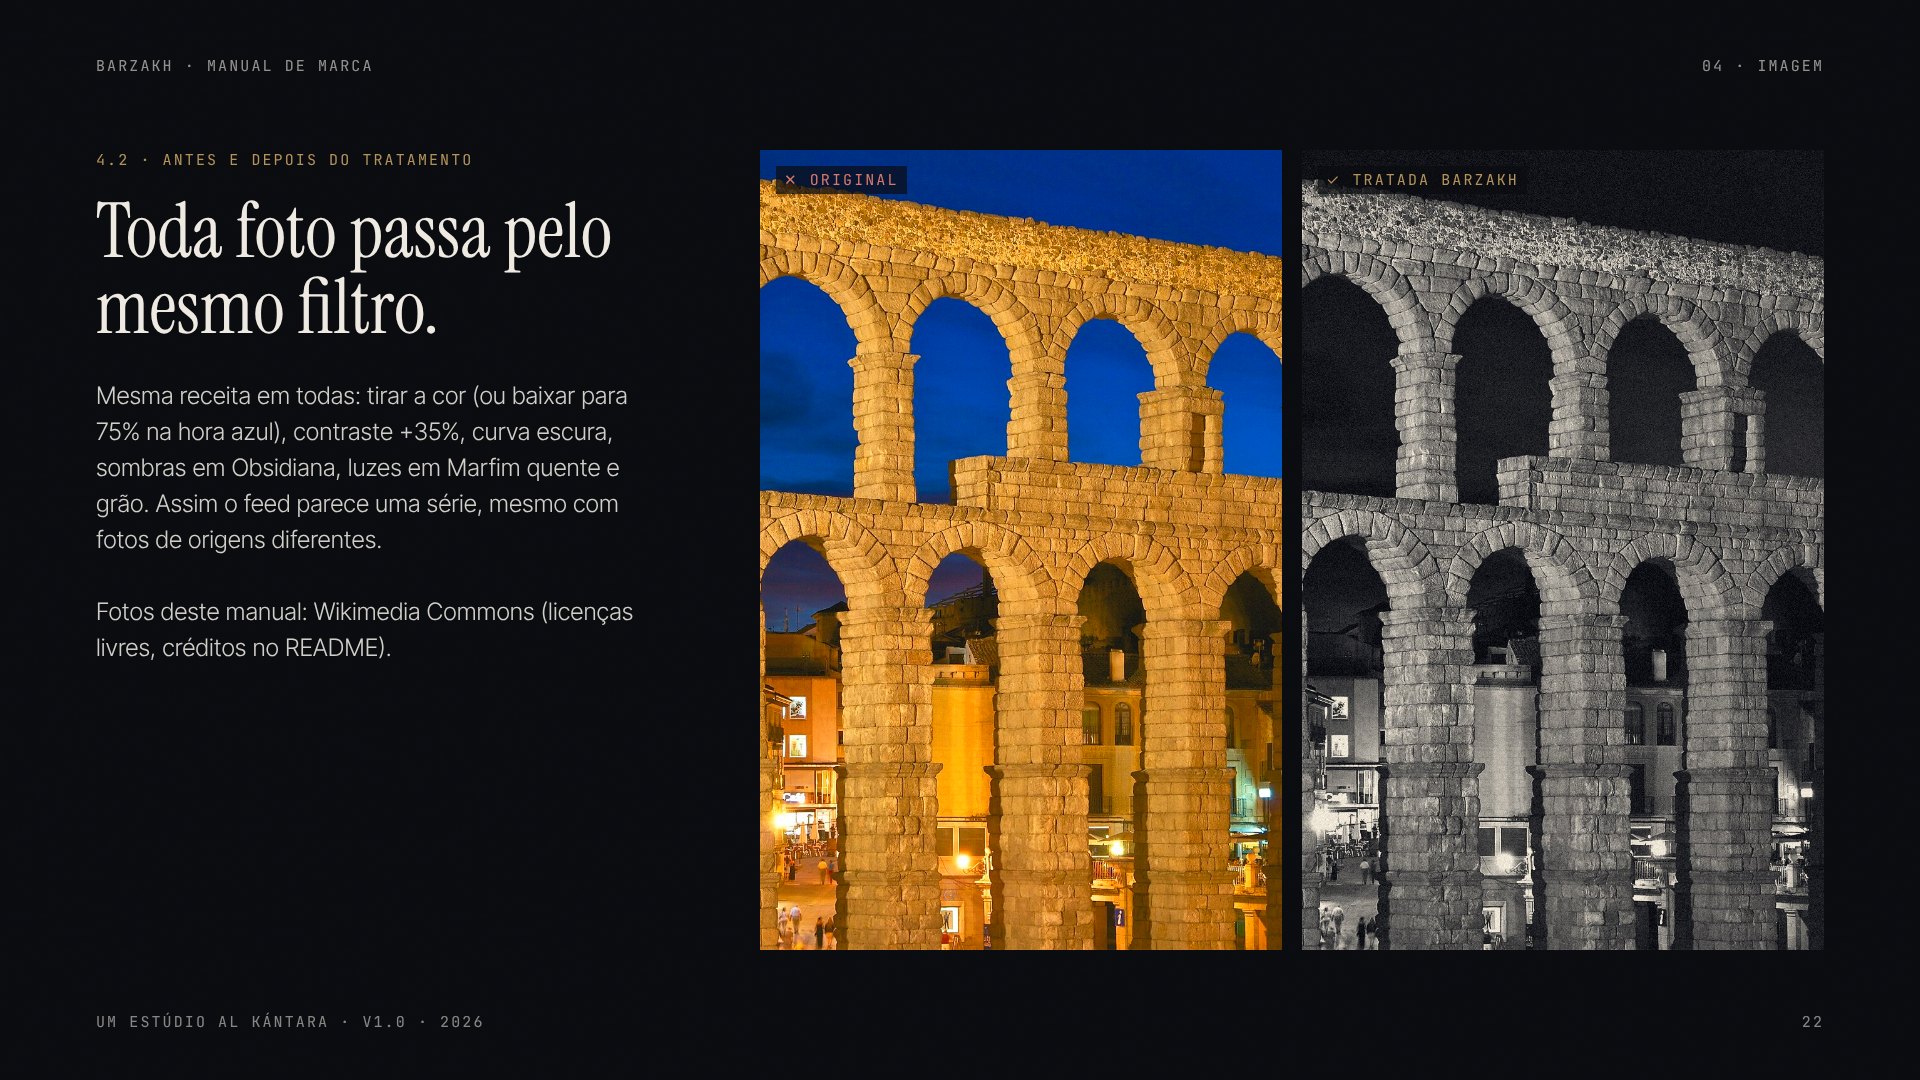 BARZAKH · MANUAL DE MARCA
04 · IMAGEM
4.2 · ANTES E DEPOIS DO TRATAMENTO
Toda foto passa pelo
mesmo filtro.
Mesma receita em todas: tirar a cor (ou baixar para
75% na hora azul), contraste +35%, curva escura,
sombras em Obsidiana, luzes em Marfim quente e
grão. Assim o feed parece uma série, mesmo com
fotos de origens diferentes.
Fotos deste manual: Wikimedia Commons (licenças
livres, créditos no README).
✕ ORIGINAL
✓ TRATADA BARZAKH
UM ESTÚDIO AL KÁNTARA · V1.0 · 2026
22